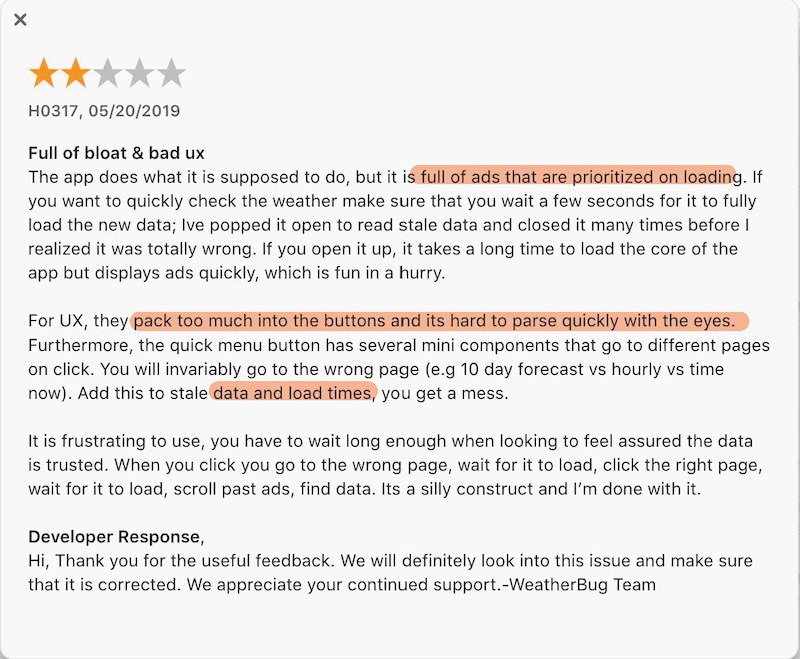 H0317, 05/20/2019
Full of bloat & bad ux
The app does what it is supposed to do, but it is full of ads that are prioritized on loading. If
you want to quickly check the weather make sure that you wait a few seconds for it to fully
load the new data; Ive popped it open to read stale data and closed it many times before I
realized it was totally wrong. If you open it up, it takes a long time to load the core of the
app but displays ads quickly, which is fun in a hurry.
For UX, they pack too much into the buttons and its hard to parse quickly with the eyes.
Furthermore, the quick menu button has several mini components that go to different pages
on click. You will invariably go to the wrong page (e.g 10 day forecast vs hourly vs time
now). Add this to stale data and load times, you get a mess.
It is frustrating to use, you have to wait long enough when looking to feel assured the data
is trusted. When you click you go to the wrong page, wait for it to load, click the right page,
wait for it to load, scroll past ads, find data. Its a silly construct and I'm done with it.
Developer Response,
Hi, Thank you for the useful feedback. We will definitely look into this issue and make sure
that it is corrected. We appreciate your continued support.-WeatherBug Team